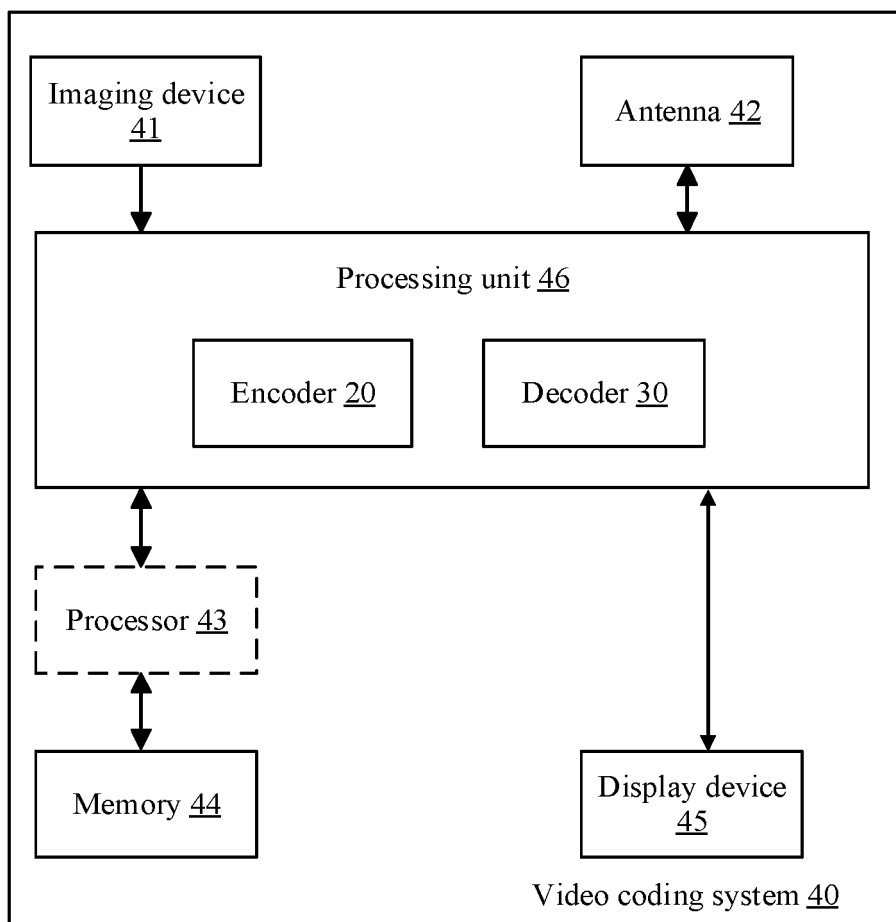 Imaging device
41
Antenna 42
Processing unit 46
Encoder 20
Decoder 30
Processor 43
Memory 44
Display device
45
Video coding system 40